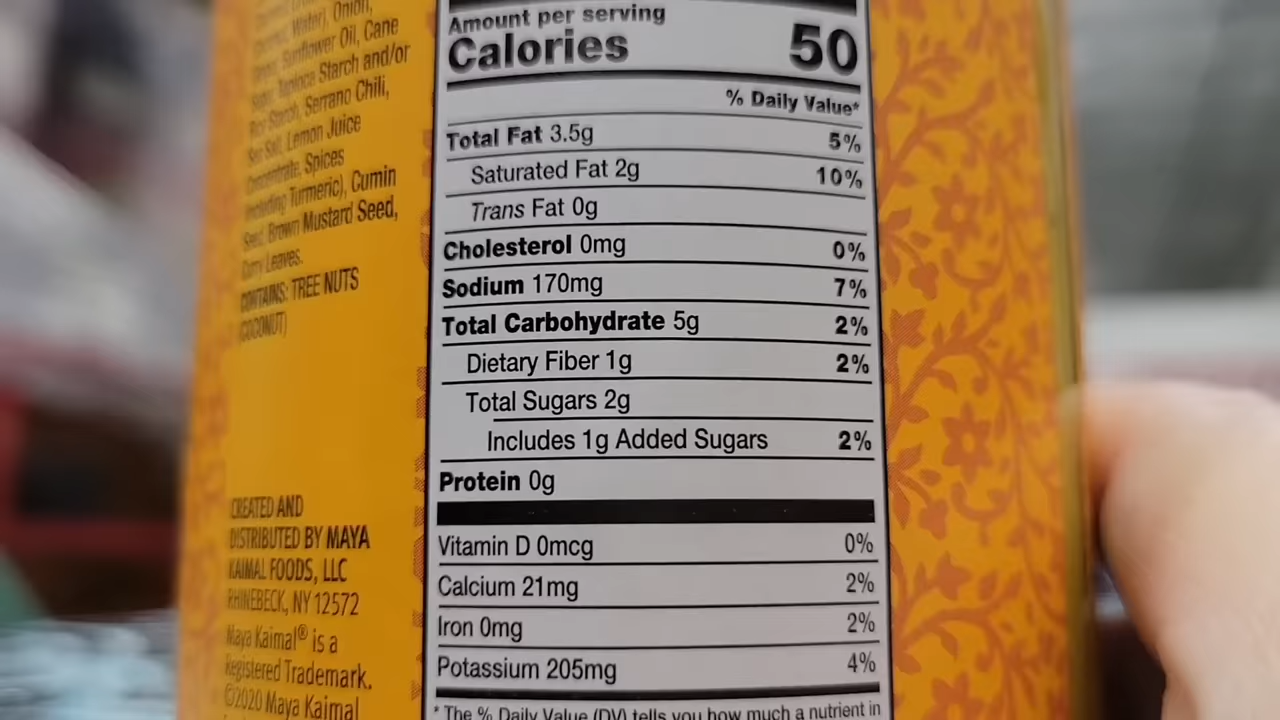 Water), Onion,
Sunflower Oil, Cane
Tapioca Starch and/or
Starch, Serrano Chili,
Salt, Lemon Juice
Concentrate, Spices
(Including Turmeric), Cumin
Seed, Brown Mustard Seed,
Curry Leaves.
CONTAINS: TREE NUTS
(COCONUT)
CREATED AND
DISTRIBUTED BY MAYA
KAIMAL FOODS, LLC
RHINEBECK, NY 12572
Maya Kaimal® is a
Registered Trademark.
©2020 Maya Kaimal
Amount per serving
Calories 50
% Daily Value*
Total Fat 3.5g 5%
Saturated Fat 2g 10%
Trans Fat 0g
Cholesterol 0mg 0%
Sodium 170mg 7%
Total Carbohydrate 5g 2%
Dietary Fiber 1g 2%
Total Sugars 2g
Includes 1g Added Sugars 2%
Protein 0g
Vitamin D 0mcg 0%
Calcium 21mg 2%
Iron 0mg 2%
Potassium 205mg 4%
* The % Daily Value (DV) tells you how much a nutrient in